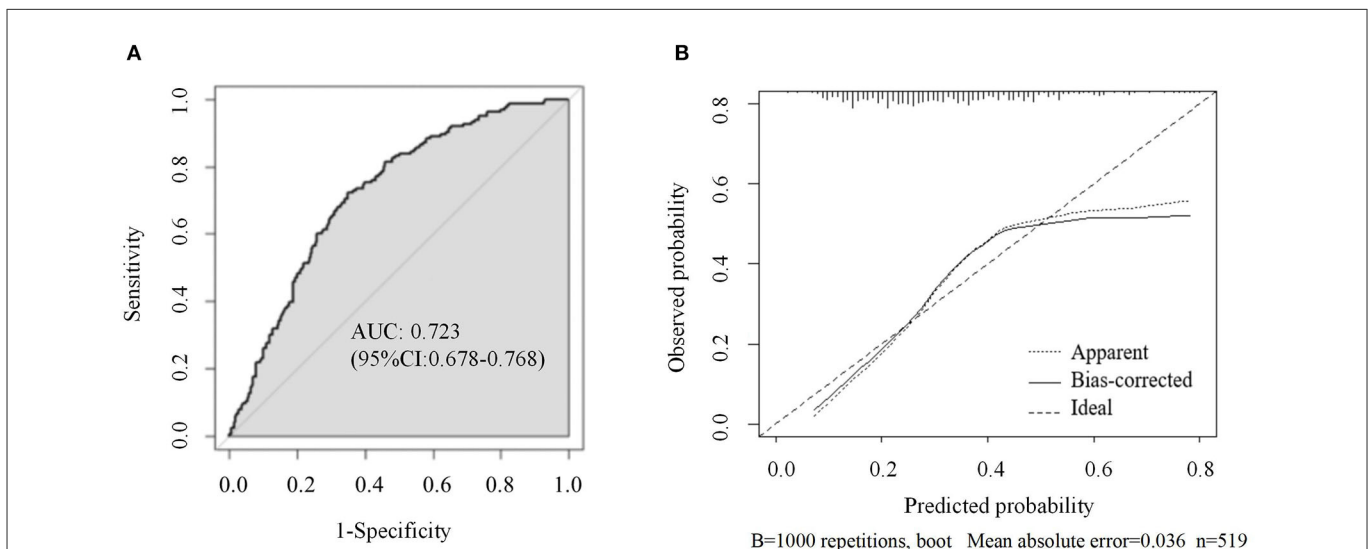 A
B
1.0
0.8
0.6
0.4
0.2
0.0
Sensitivity
AUC: 0.723
(95%CI:0.678-0.768)
0.0 0.2 0.4 0.6 0.8 1.0
1-Specificity
0.8
0.6
0.4
0.2
0.0
Observed probability
Apparent
Bias-corrected
Ideal
0.0 0.2 0.4 0.6 0.8
Predicted probability
B=1000 repetitions, boot Mean absolute error=0.036 n=519